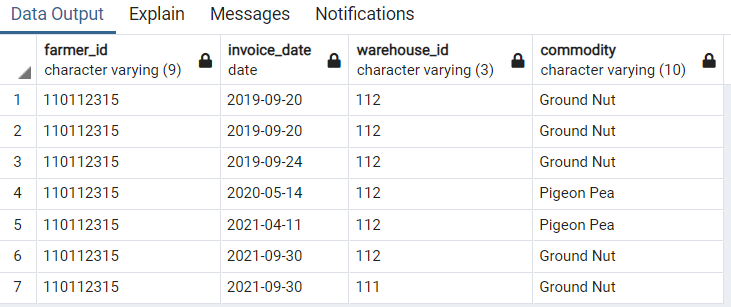 Data Output Explain Messages Notifications
farmer_id invoice_date warehouse_id commodity
character varying (9) date character varying (3) character varying (10)
1 110112315 2019-09-20 112 Ground Nut
2 110112315 2019-09-20 112 Ground Nut
3 110112315 2019-09-24 112 Ground Nut
4 110112315 2020-05-14 112 Pigeon Pea
5 110112315 2021-04-11 112 Pigeon Pea
6 110112315 2021-09-30 112 Ground Nut
7 110112315 2021-09-30 111 Ground Nut